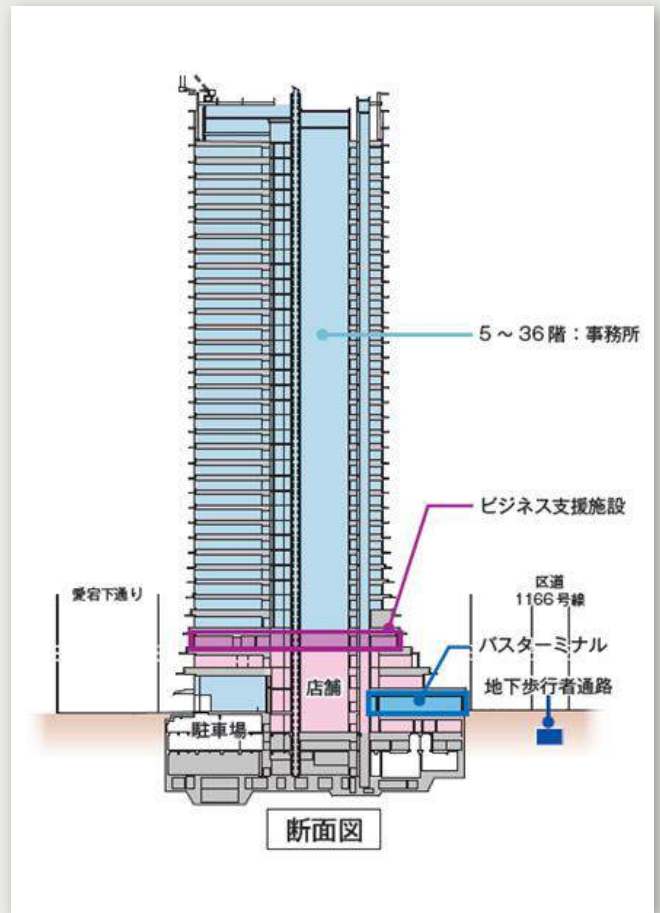 5～36階：事務所
ビジネス支援施設
愛宕下通り
区道
1166号線
バスターミナル
店舗
地下歩行者通路
駐車場
断面図